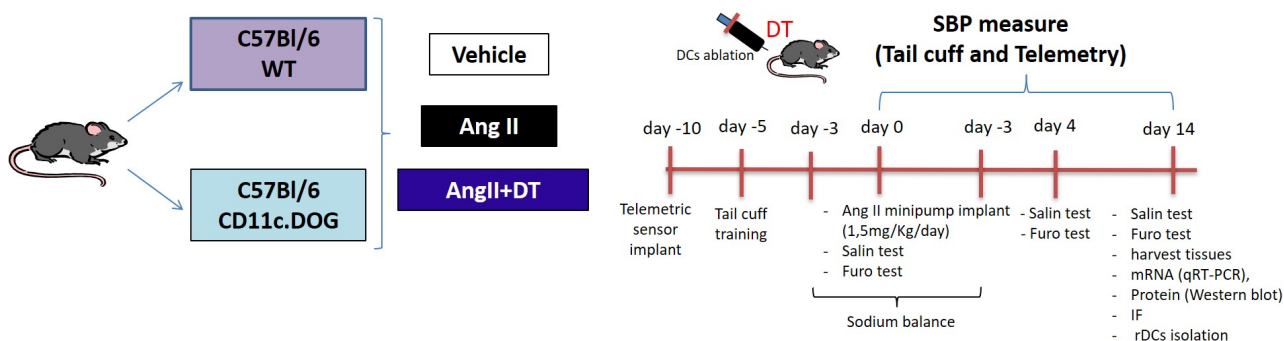 C57Bl/6
WT
C57Bl/6
CD11c.DOG
Vehicle
Ang II
AngII+DT
DT
DCs ablation
SBP measure
(Tail cuff and Telemetry)
day -10
day -5
day -3
day 0
day -3
day 4
day 14
Telemetric
sensor
implant
Tail cuff
training
- Ang II minipump implant
(1,5mg/Kg/day)
- Salin test
- Furo test
Sodium balance
- Salin test
- Furo test
- Salin test
- Furo test
- harvest tissues
- mRNA (qRT-PCR),
- Protein (Western blot)
- IF
- rDCs isolation